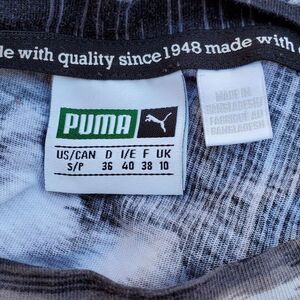 de with quality since 1948 made with
PUMA
US/CAN D I/E F UK
S/P 36 40 38 10
MADE IN
BANGLADESH/
FABRIQUÉ AU
BANGLADESH